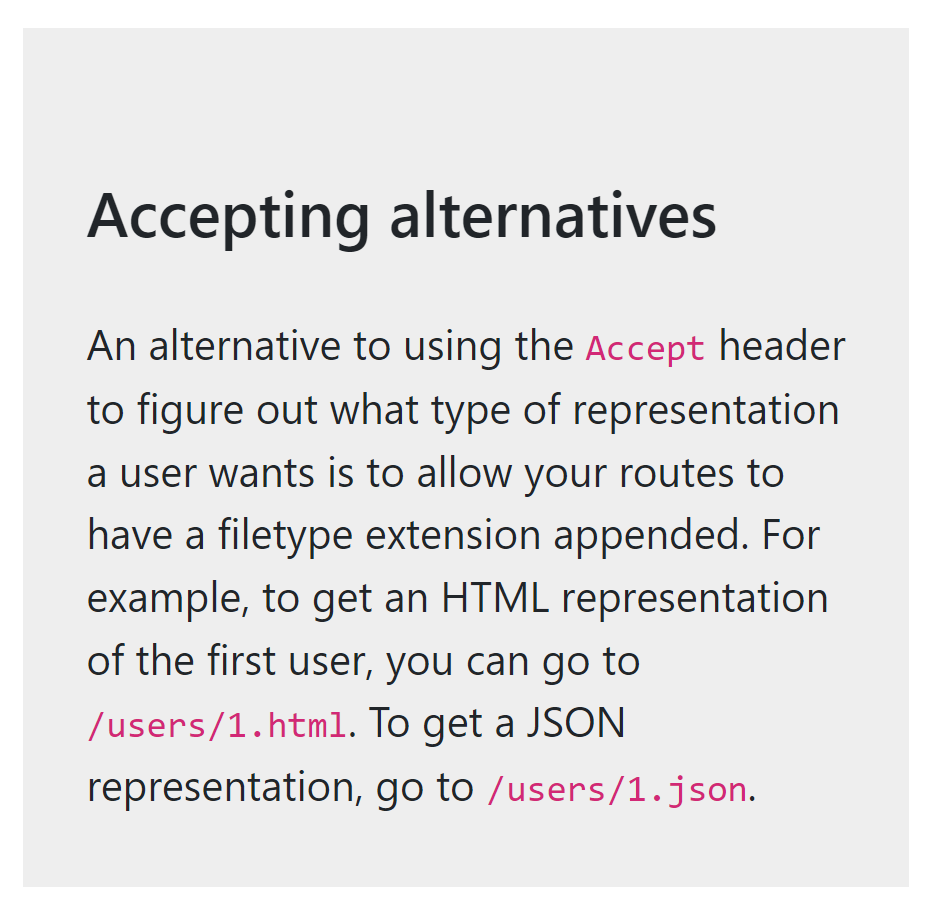 Accepting alternatives
An alternative to using the Accept header
to figure out what type of representation
a user wants is to allow your routes to
have a filetype extension appended. For
example, to get an HTML representation
of the first user, you can go to
/users/1.html. To get a JSON
representation, go to /users/1.json.